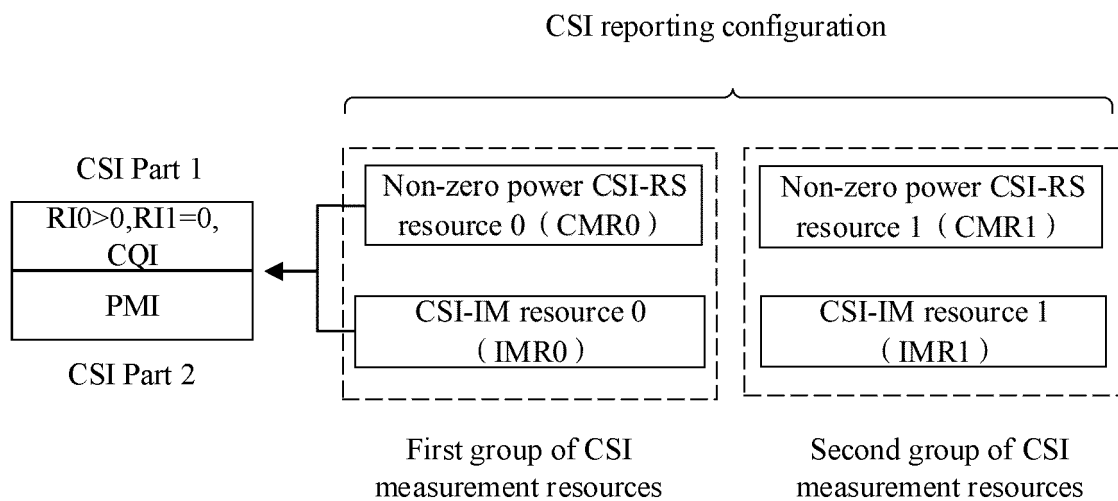 CSI reporting configuration
CSI Part 1
RI0>0,RI1=0,
CQI
PMI
CSI Part 2
Non-zero power CSI-RS
resource 0（CMR0）
CSI-IM resource 0
（IMR0）
First group of CSI
measurement resources
Non-zero power CSI-RS
resource 1（CMR1）
CSI-IM resource 1
（IMR1）
Second group of CSI
measurement resources